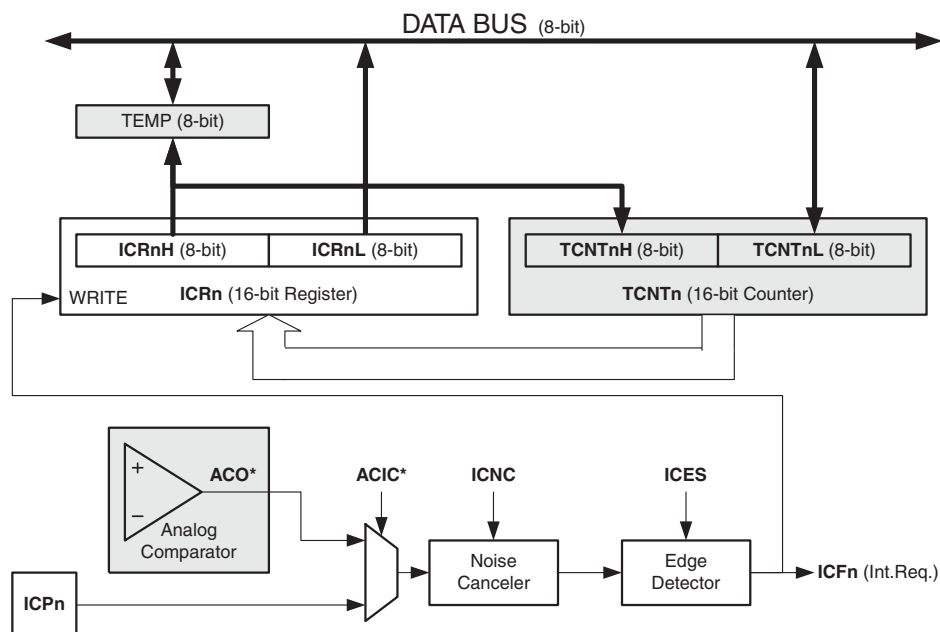 DATA BUS (8-bit)
TEMP (8-bit)
ICRnH (8-bit) ICRnL (8-bit) TCNTnH (8-bit) TCNTnL (8-bit)
WRITE ICRn (16-bit Register) TCNTn (16-bit Counter)
+
−
ACO* ACIC* ICNC ICES
Analog
Comparator
Noise
Canceler
Edge
Detector
ICFn (Int.Req.)
ICPn